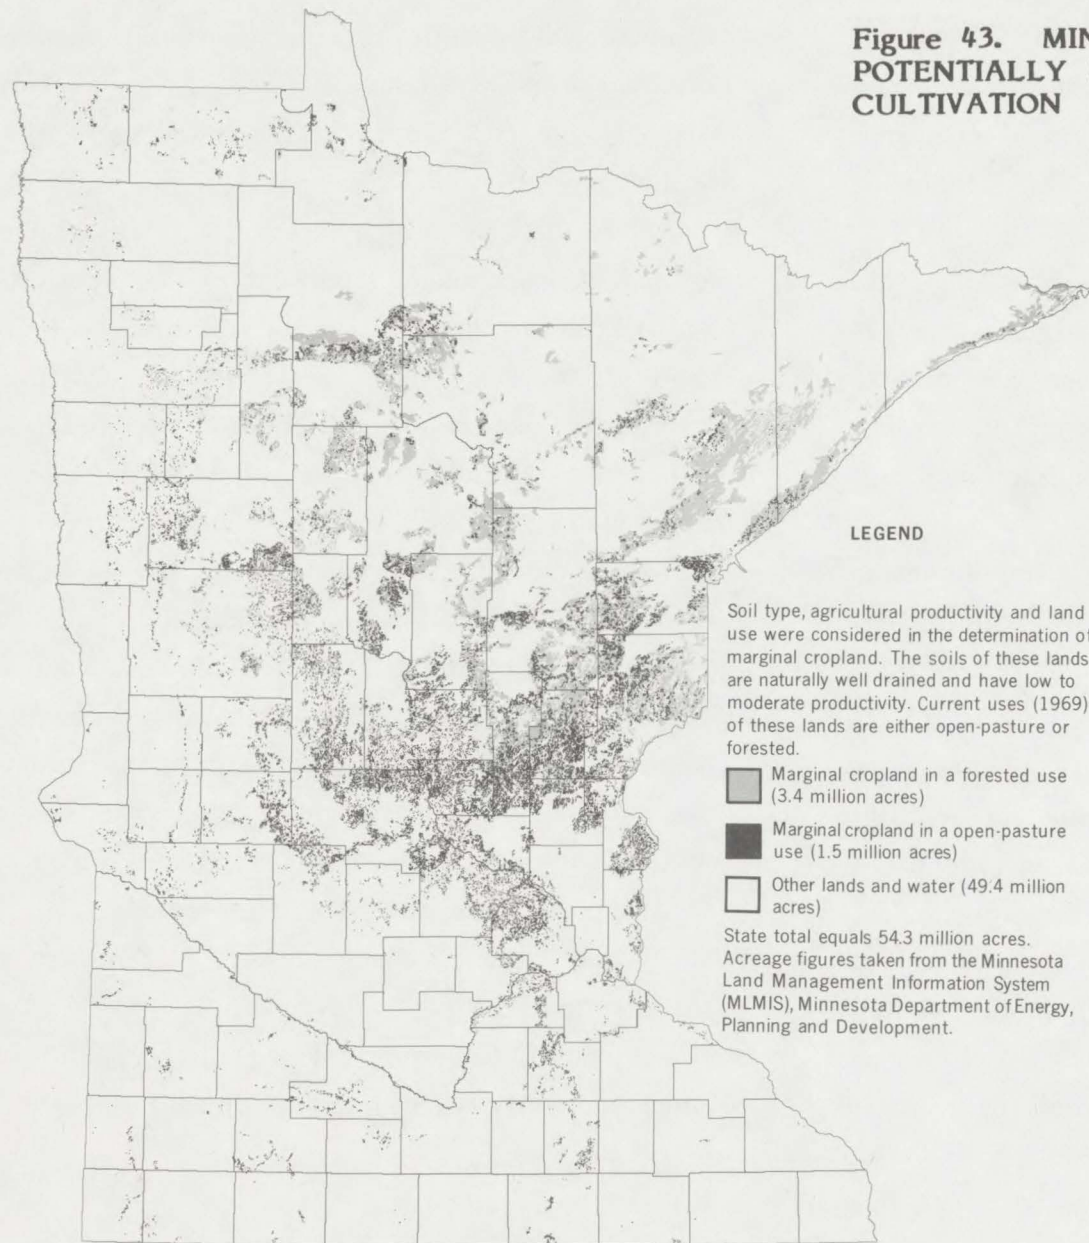 Figure 43. MIN
POTENTIALLY
CULTIVATION
LEGEND
Soil type, agricultural productivity and land
use were considered in the determination of
marginal cropland. The soils of these lands
are naturally well drained and have low to
moderate productivity. Current uses (1969)
of these lands are either open-pasture or
forested.
Marginal cropland in a forested use
(3.4 million acres)
Marginal cropland in a open-pasture
use (1.5 million acres)
Other lands and water (49.4 million
acres)
State total equals 54.3 million acres.
Acreage figures taken from the Minnesota
Land Management Information System
(MLMIS), Minnesota Department of Energy,
Planning and Development.